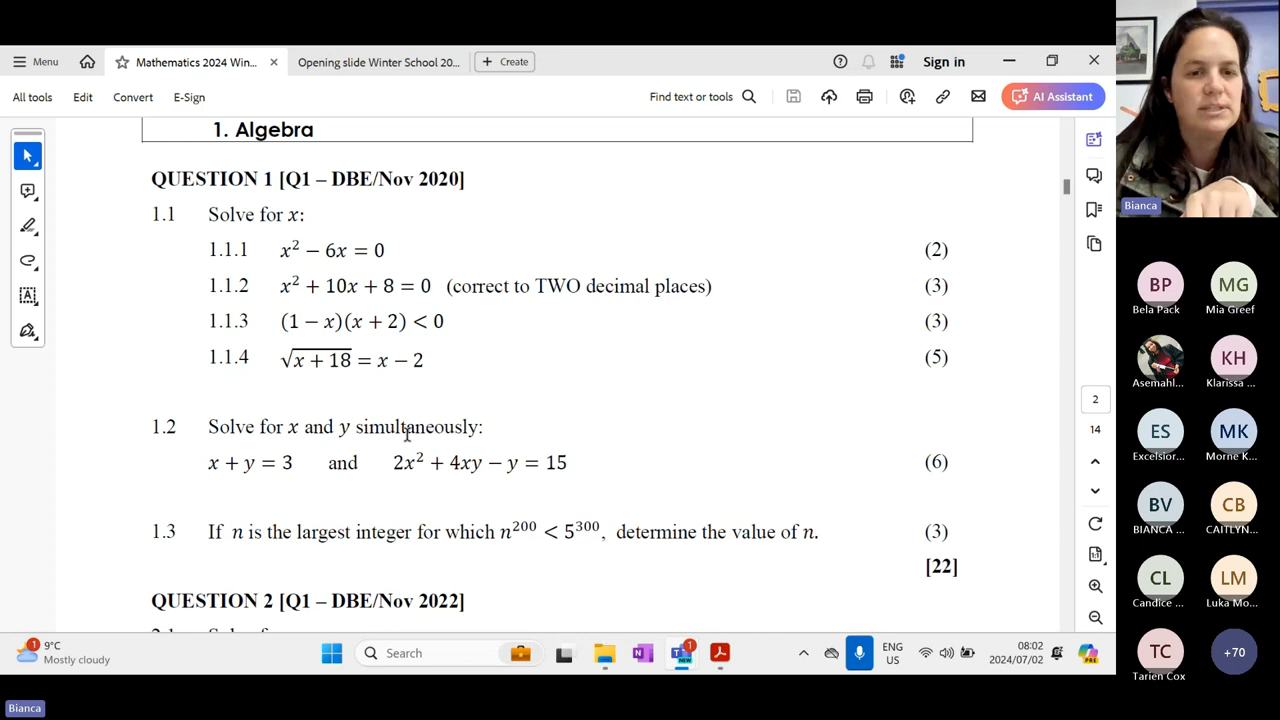 Menu
Mathematics 2024 Win...
Opening slide Winter School 20...
Create
Sign in
All tools Edit Convert E-Sign
Find text or tools
AI Assistant
1. Algebra
QUESTION 1 [Q1 – DBE/Nov 2020]
1.1 Solve for x:
1.1.1 x² − 6x = 0 (2)
1.1.2 x² + 10x + 8 = 0 (correct to TWO decimal places) (3)
1.1.3 (1 − x)(x + 2) < 0 (3)
1.1.4 √(x + 18) = x − 2 (5)
1.2 Solve for x and y simultaneously:
x + y = 3 and 2x² + 4xy − y = 15 (6)
1.3 If n is the largest integer for which n²⁰⁰ < 5³⁰⁰, determine the value of n. (3)
[22]
QUESTION 2 [Q1 – DBE/Nov 2022]
2
14
1
9°C
Mostly cloudy
Search
1
NEW
ENG
US
08:02
2024/07/02
PRE
Bianca
BP
Bela Pack
MG
Mia Greef
Asemahl...
KH
Klarissa ...
ES
Excelsior...
MK
Morne K...
BV
BIANCA ...
CB
CAITLYN...
CL
Candice ...
LM
Luka Mo...
TC
Tarien Cox
+70
Bianca